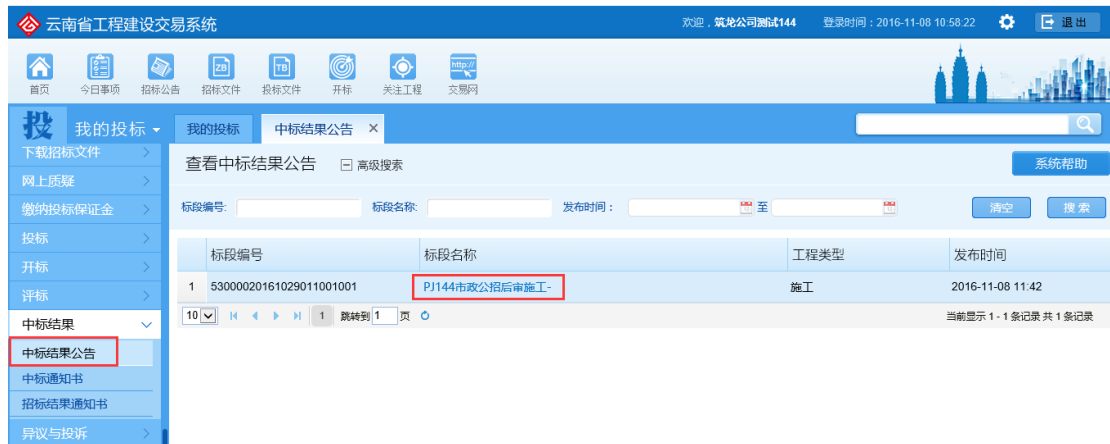 云南省工程建设交易系统 欢迎，筑龙公司测试144 登录时间：2016-11-08 10:58:22 退出
ZB TB http://
首页 今日事项 招标公告 招标文件 投标文件 开标 关注工程 交易网
投 我的投标 我的投标 中标结果公告 ×
下载招标文件
查看中标结果公告 高级搜索 系统帮助
网上质疑
缴纳投标保证金 标段编号: 标段名称: 发布时间： 至 清空 搜索
投标
标段编号 标段名称 工程类型 发布时间
开标
评标 1 53000020161029011001001 PJ144市政公招后审施工- 施工 2016-11-08 11:42
中标结果 10 1 跳转到 1 页 当前显示 1 - 1 条记录 共 1 条记录
中标结果公告
中标通知书
招标结果通知书
异议与投诉